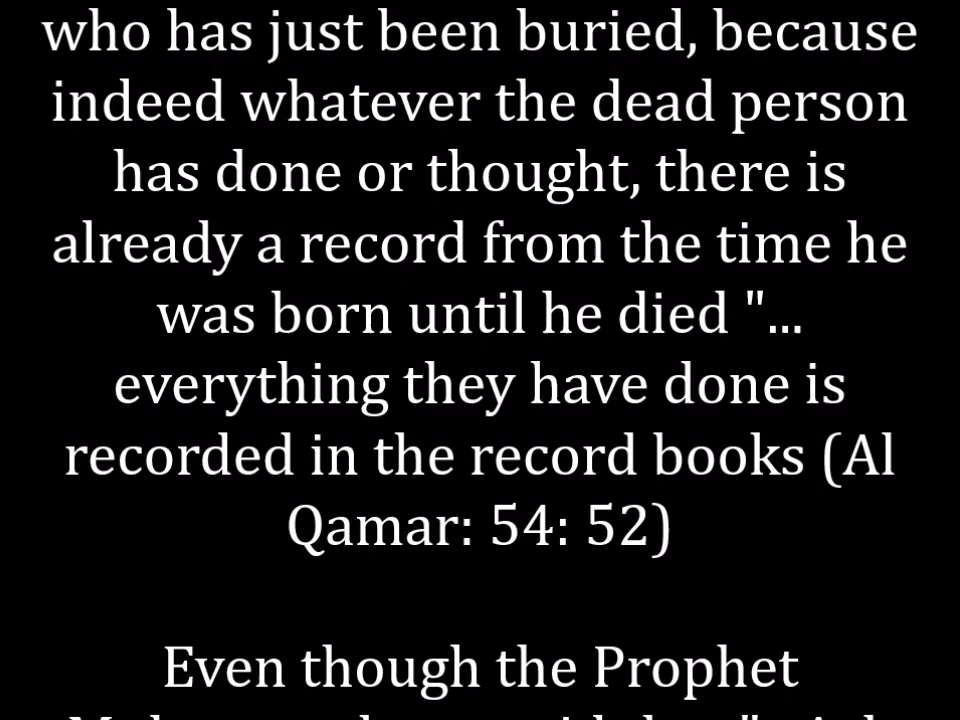 who has just been buried, because
indeed whatever the dead person
has done or thought, there is
already a record from the time he
was born until he died "...
everything they have done is
recorded in the record books (Al
Qamar: 54: 52)
Even though the Prophet